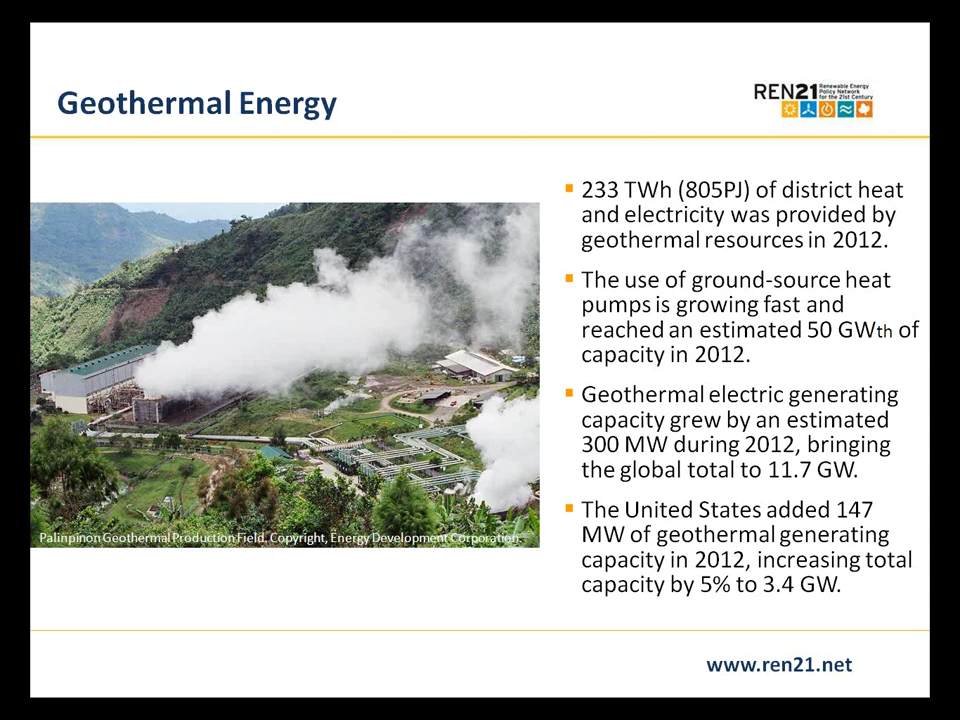 Geothermal Energy
REN21 Renewable Energy
Policy Network
for the 21st Century
▪ 233 TWh (805PJ) of district heat
and electricity was provided by
geothermal resources in 2012.
▪ The use of ground-source heat
pumps is growing fast and
reached an estimated 50 GWth of
capacity in 2012.
▪ Geothermal electric generating
capacity grew by an estimated
300 MW during 2012, bringing
the global total to 11.7 GW.
▪ The United States added 147
MW of geothermal generating
capacity in 2012, increasing total
capacity by 5% to 3.4 GW.
Palinpinon Geothermal Production Field. Copyright, Energy Development Corporation.
www.ren21.net